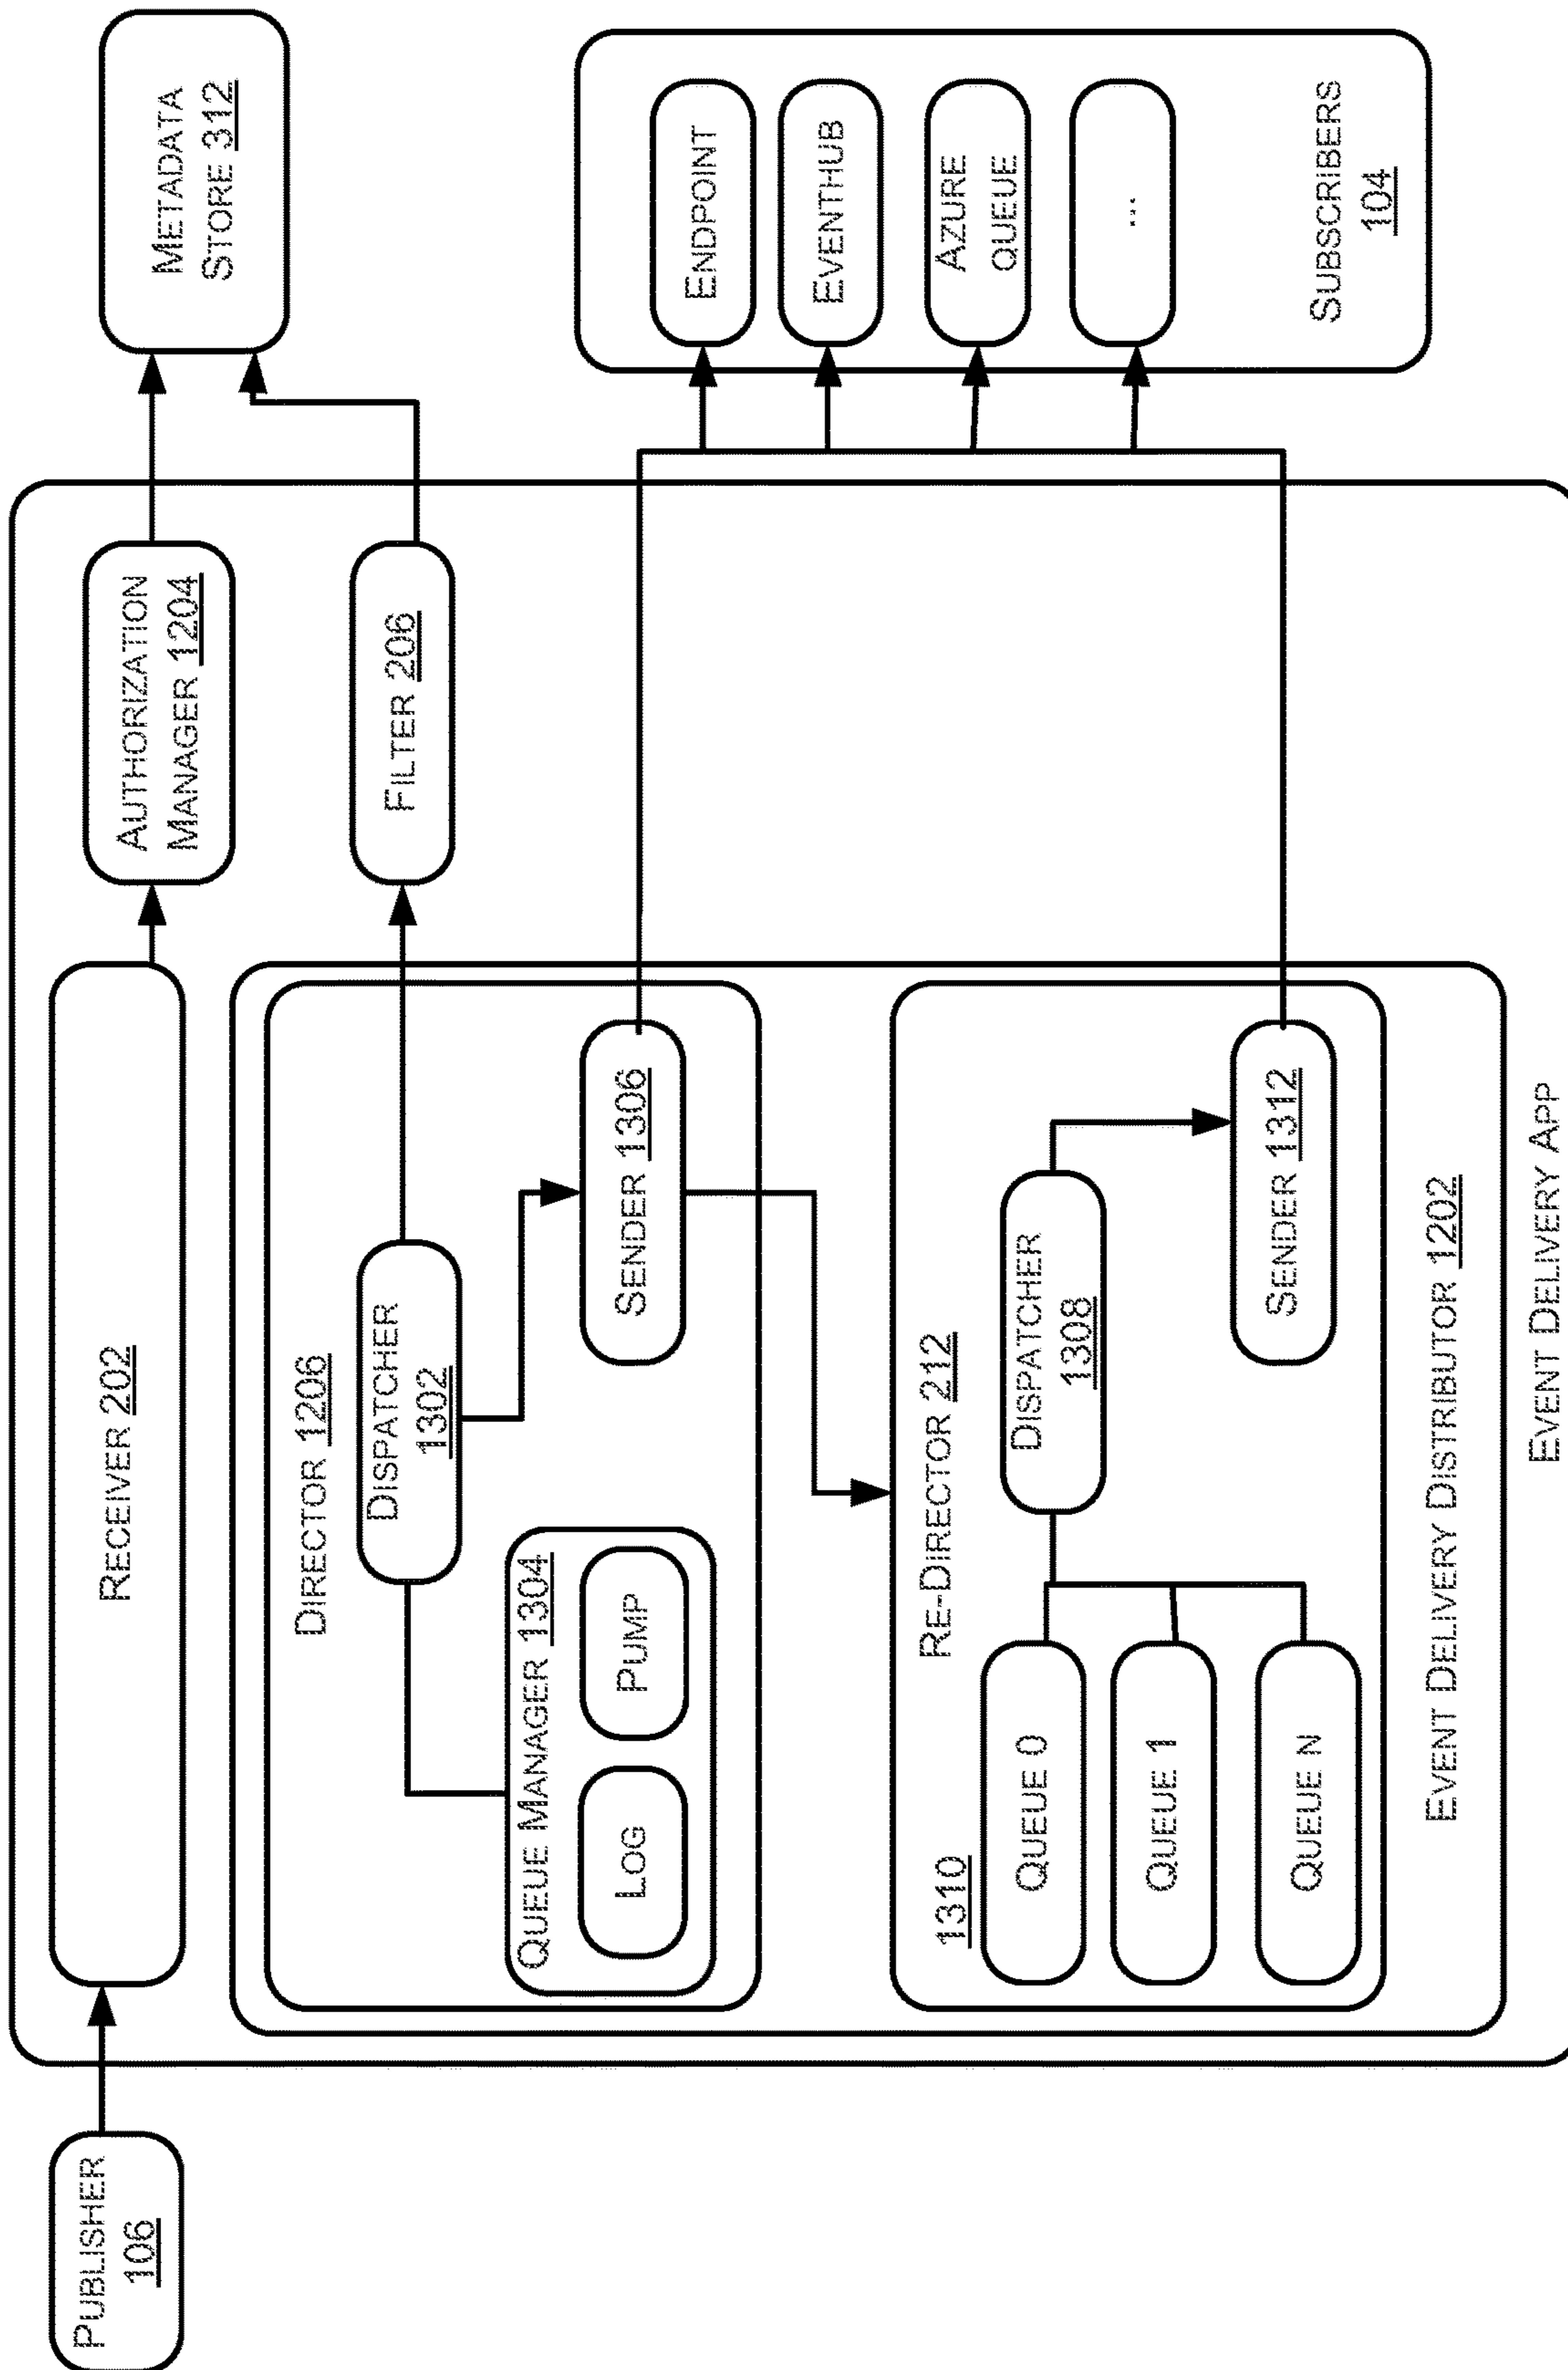 PUBLISHER
106
RECEIVER 202
AUTHORIZATION
MANAGER 1204
METADATA
STORE 312
DIRECTOR 1206
DISPATCHER
1302
FILTER 206
QUEUE MANAGER 1304
LOG
PUMP
SENDER 1306
RE-DIRECTOR 212
1310
QUEUE 0
QUEUE 1
QUEUE N
DISPATCHER
1308
SENDER 1312
EVENT DELIVERY DISTRIBUTOR 1202
EVENT DELIVERY APP
ENDPOINT
EVENTHUB
AZURE
QUEUE
...
SUBSCRIBERS
104